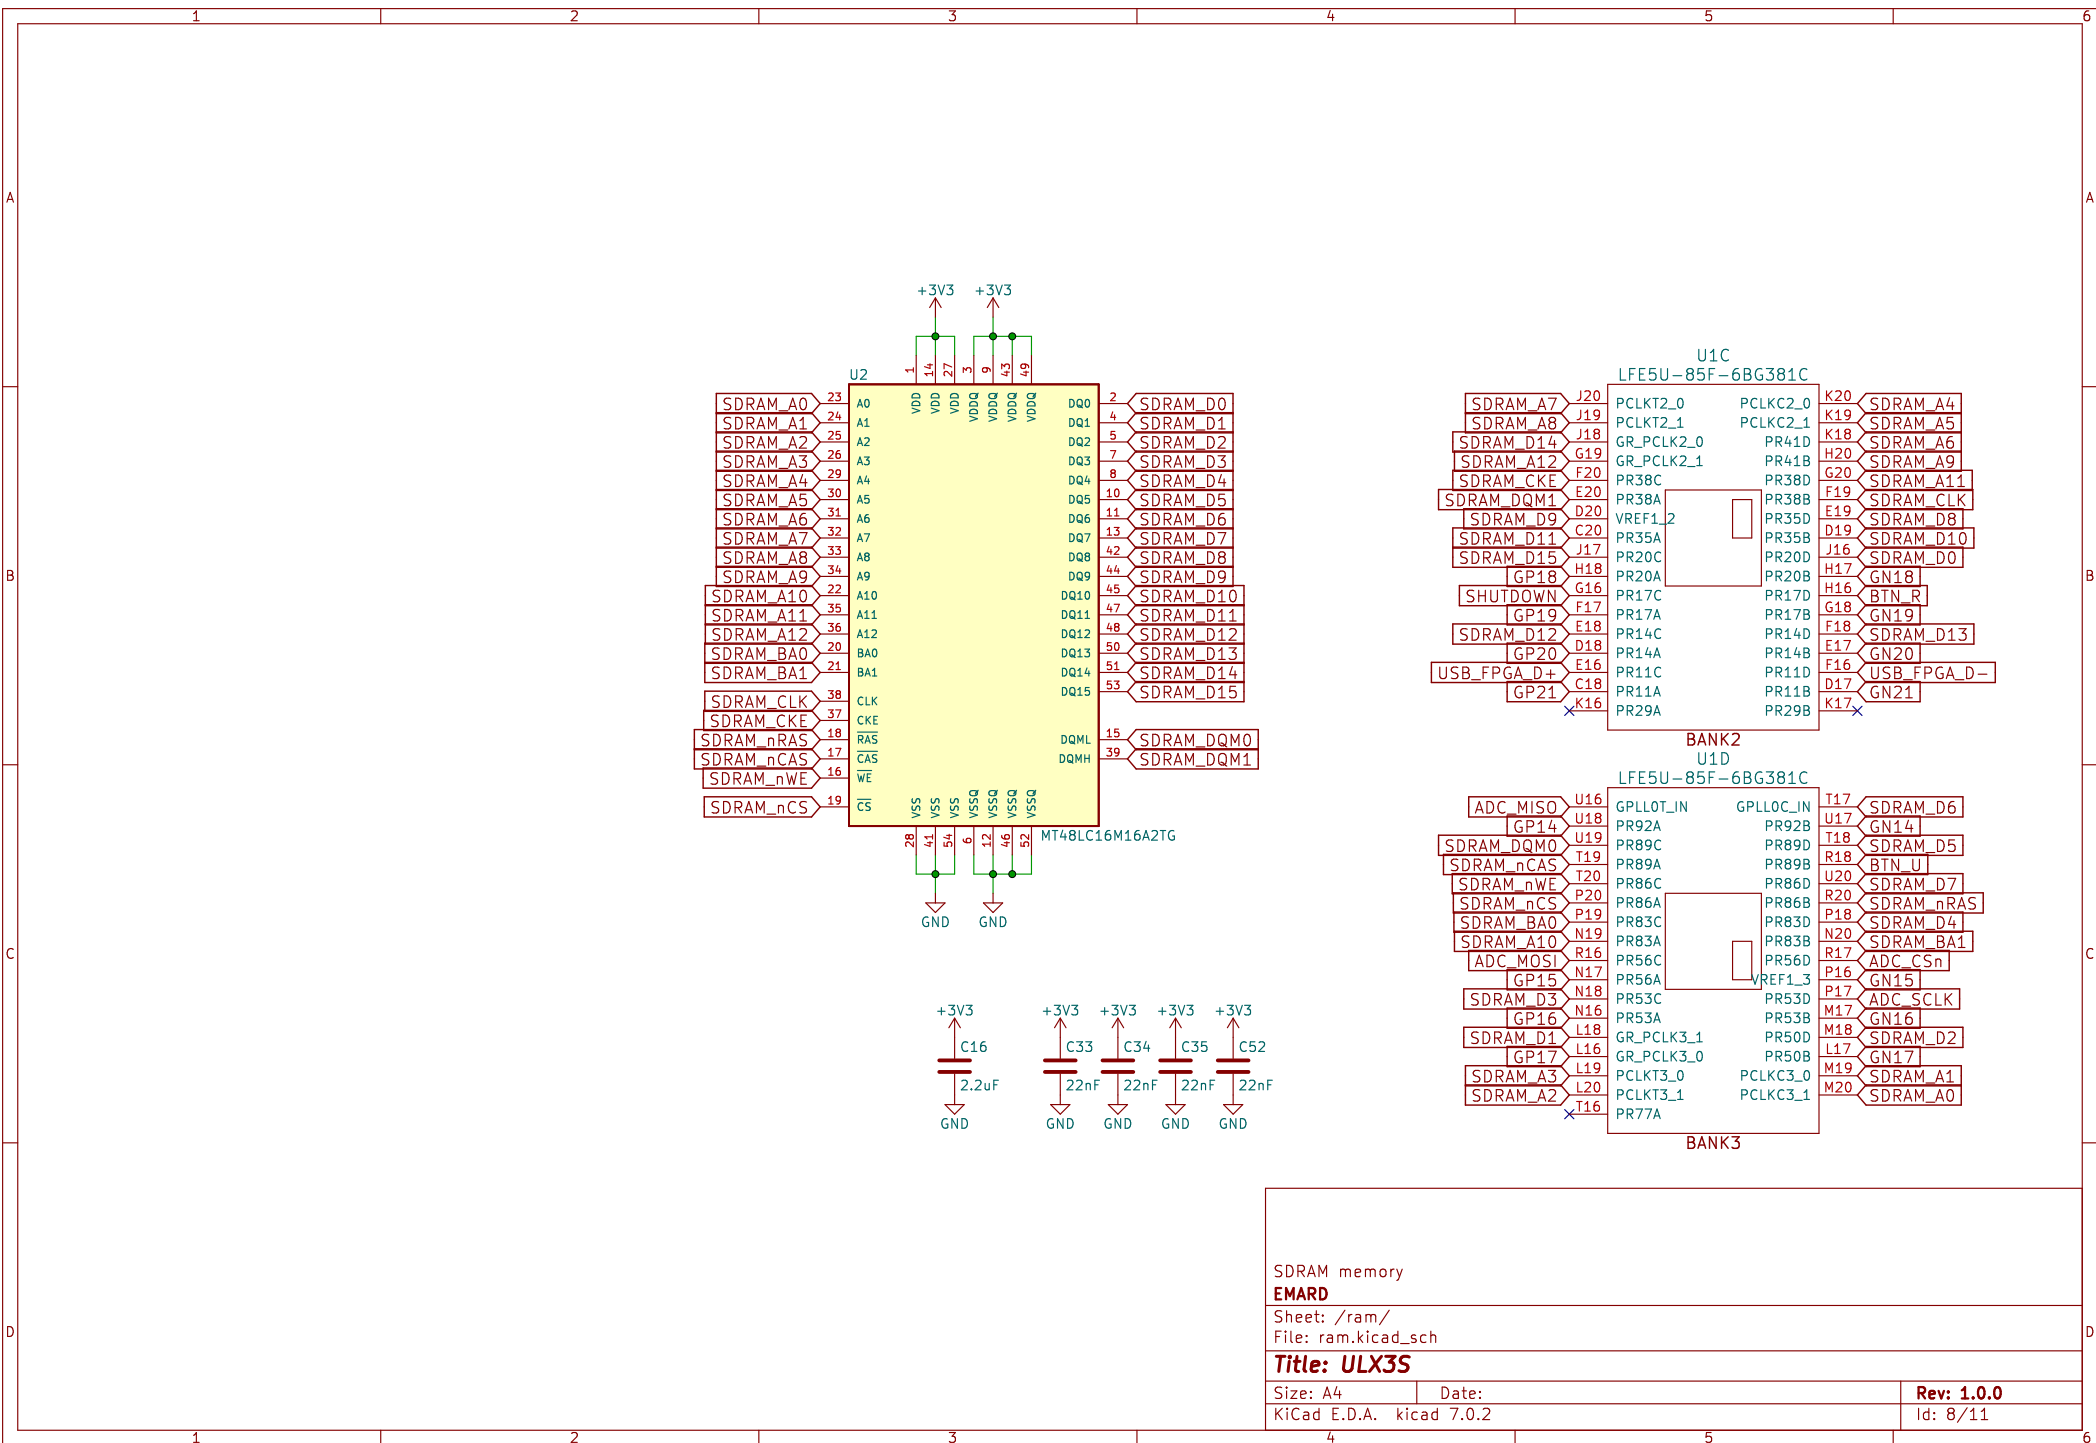 1 2 3 4 5 6
A A
+3V3 +3V3
U2
1 14 27 3 9 43 49
VDD VDD VDD VDDQ VDDQ VDDQ VDDQ
SDRAM_A0 23 A0 DQ0 2 SDRAM_D0
SDRAM_A1 24 A1 DQ1 4 SDRAM_D1
SDRAM_A2 25 A2 DQ2 5 SDRAM_D2
SDRAM_A3 26 A3 DQ3 7 SDRAM_D3
SDRAM_A4 29 A4 DQ4 8 SDRAM_D4
SDRAM_A5 30 A5 DQ5 10 SDRAM_D5
SDRAM_A6 31 A6 DQ6 11 SDRAM_D6
SDRAM_A7 32 A7 DQ7 13 SDRAM_D7
SDRAM_A8 33 A8 DQ8 42 SDRAM_D8
SDRAM_A9 34 A9 DQ9 44 SDRAM_D9
SDRAM_A10 22 A10 DQ10 45 SDRAM_D10
SDRAM_A11 35 A11 DQ11 47 SDRAM_D11
SDRAM_A12 36 A12 DQ12 48 SDRAM_D12
SDRAM_BA0 20 BA0 DQ13 50 SDRAM_D13
SDRAM_BA1 21 BA1 DQ14 51 SDRAM_D14
DQ15 53 SDRAM_D15
SDRAM_CLK 38 CLK
SDRAM_CKE 37 CKE
SDRAM_nRAS 18 RAS DQML 15 SDRAM_DQM0
SDRAM_nCAS 17 CAS DQMH 39 SDRAM_DQM1
SDRAM_nWE 16 WE
SDRAM_nCS 19 CS
VSS VSS VSS VSSQ VSSQ VSSQ VSSQ
28 41 54 6 12 46 52
MT48LC16M16A2TG
GND GND
U1C
LFE5U-85F-6BG381C
SDRAM_A7 J20 PCLKT2_0 PCLKC2_0 K20 SDRAM_A4
SDRAM_A8 J19 PCLKT2_1 PCLKC2_1 K19 SDRAM_A5
SDRAM_D14 J18 GR_PCLK2_0 PR41D K18 SDRAM_A6
SDRAM_A12 G19 GR_PCLK2_1 PR41B H20 SDRAM_A9
SDRAM_CKE F20 PR38C PR38D G20 SDRAM_A11
SDRAM_DQM1 E20 PR38A PR38B F19 SDRAM_CLK
SDRAM_D9 D20 VREF1_2 PR35D E19 SDRAM_D8
SDRAM_D11 C20 PR35A PR35B D19 SDRAM_D10
SDRAM_D15 J17 PR20C PR20D J16 SDRAM_D0
GP18 H18 PR20A PR20B H17 GN18
SHUTDOWN G16 PR17C PR17D H16 BTN_R
GP19 F17 PR17A PR17B G18 GN19
SDRAM_D12 E18 PR14C PR14D F18 SDRAM_D13
GP20 D18 PR14A PR14B E17 GN20
USB_FPGA_D+ E16 PR11C PR11D F16 USB_FPGA_D-
GP21 C18 PR11A PR11B D17 GN21
K16 PR29A PR29B K17
BANK2
U1D
LFE5U-85F-6BG381C
ADC_MISO U16 GPLL0T_IN GPLL0C_IN T17 SDRAM_D6
GP14 U18 PR92A PR92B U17 GN14
SDRAM_DQM0 U19 PR89C PR89D T18 SDRAM_D5
SDRAM_nCAS T19 PR89A PR89B R18 BTN_U
SDRAM_nWE T20 PR86C PR86D U20 SDRAM_D7
SDRAM_nCS P20 PR86A PR86B R20 SDRAM_nRAS
SDRAM_BA0 P19 PR83C PR83D P18 SDRAM_D4
SDRAM_A10 N19 PR83A PR83B N20 SDRAM_BA1
ADC_MOSI R16 PR56C PR56D R17 ADC_CSn
GP15 N17 PR56A VREF1_3 P16 GN15
SDRAM_D3 N18 PR53C PR53D P17 ADC_SCLK
GP16 N16 PR53A PR53B M17 GN16
SDRAM_D1 L18 GR_PCLK3_1 PR50D M18 SDRAM_D2
GP17 L16 GR_PCLK3_0 PR50B L17 GN17
SDRAM_A3 L19 PCLKT3_0 PCLKC3_0 M19 SDRAM_A1
SDRAM_A2 L20 PCLKT3_1 PCLKC3_1 M20 SDRAM_A0
T16 PR77A
BANK3
B B
C C
+3V3 +3V3 +3V3 +3V3 +3V3
C16 C33 C34 C35 C52
2.2uF 22nF 22nF 22nF 22nF
GND GND GND GND GND
D D
SDRAM memory
EMARD
Sheet: /ram/
File: ram.kicad_sch
Title: ULX3S
Size: A4 Date: Rev: 1.0.0
KiCad E.D.A. kicad 7.0.2 Id: 8/11
1 2 3 4 5 6